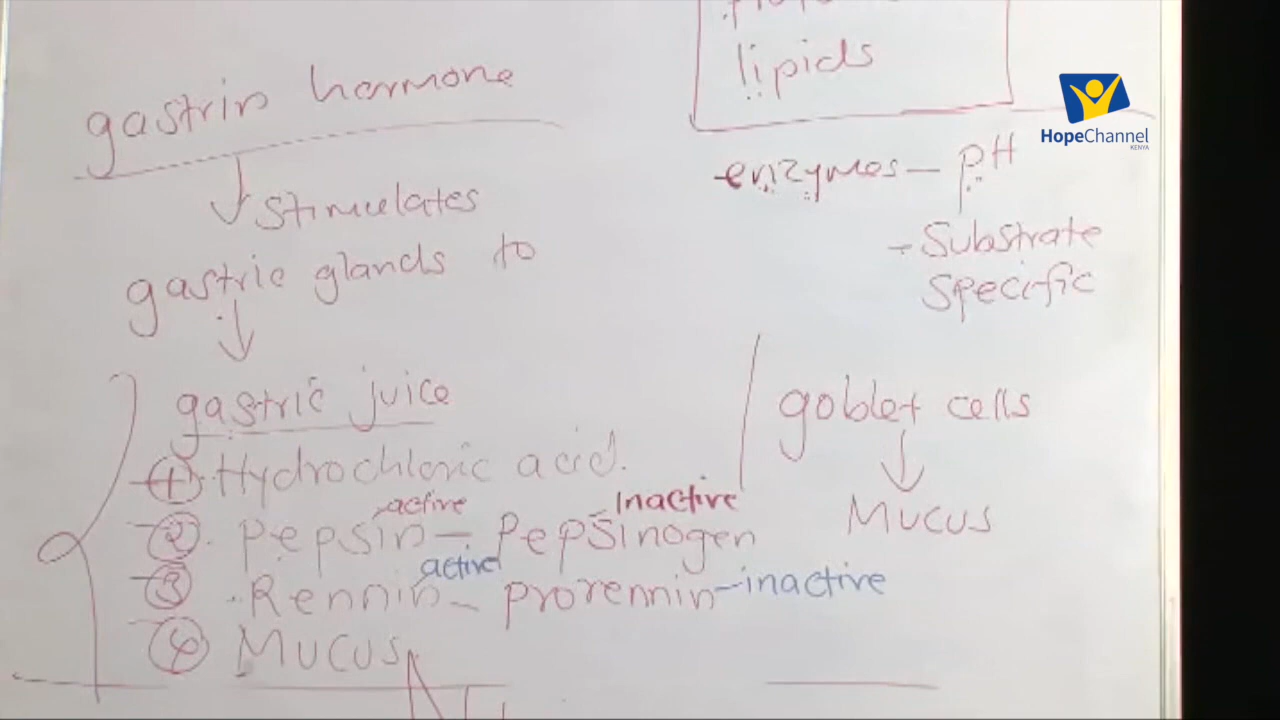 lipids
HopeChannel
KENYA
gastrin hormone
stimulates
gastric glands to
enzymes – pH
- Substrate
Specific
gastric juice
① Hydrochloric acid.
active
Inactive
② Pepsin – Pepsinogen
active
③ Rennin – prorennin – inactive
④ Mucus
goblet cells
Mucus